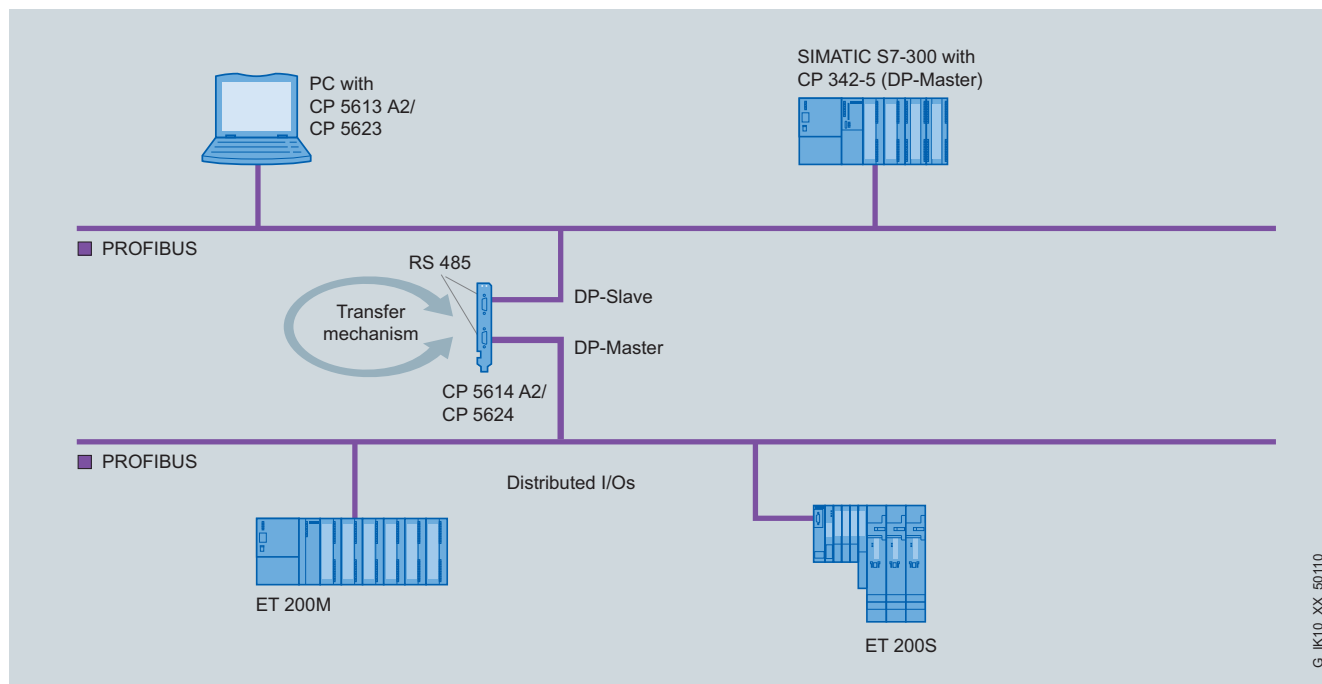 PC with
CP 5613 A2/
CP 5623
SIMATIC S7-300 with
CP 342-5 (DP-Master)
PROFIBUS
RS 485
DP-Slave
Transfer
mechanism
DP-Master
CP 5614 A2/
CP 5624
PROFIBUS
Distributed I/Os
ET 200M
ET 200S
G_IK10_XX_50110